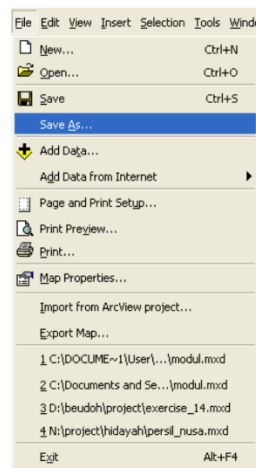 File Edit View Insert Selection Tools Windo
New... Ctrl+N
Open... Ctrl+O
Save Ctrl+S
Save As...
Add Data...
Add Data from Internet
Page and Print Setup...
Print Preview...
Print...
Map Properties...
Import from ArcView project...
Export Map...
1 C:\DOCUME~1\User\...\modul.mxd
2 C:\Documents and Se...\modul.mxd
3 D:\beudoh\project\exercise_14.mxd
4 N:\project\hidayah\persil_nusa.mxd
Exit Alt+F4